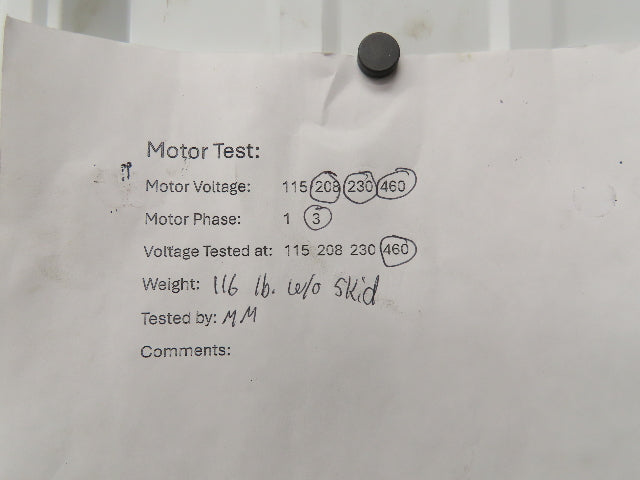 Motor Test:
Motor Voltage: 115 208 230 460
Motor Phase: 1 3
Voltage Tested at: 115 208 230 460
Weight: 116 lb. w/o skid
Tested by: MM
Comments: